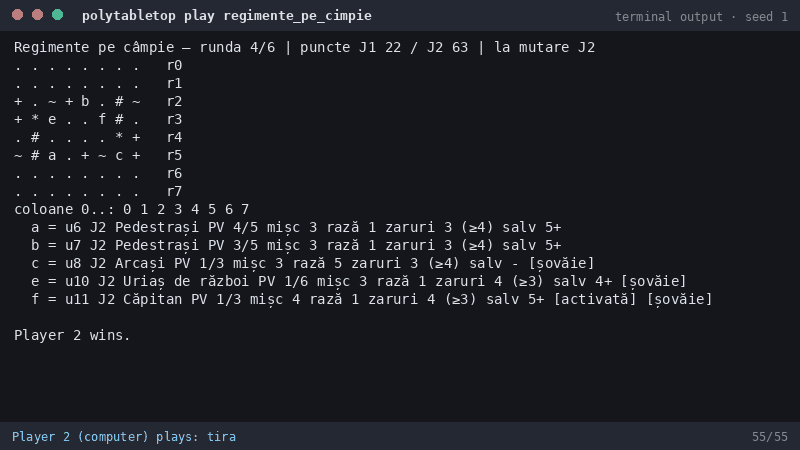 polytabletop play regimente_pe_cimpie
terminal output · seed 1
Regimente pe câmpie — runda 4/6 | puncte J1 22 / J2 63 | la mutare J2
. . . . . . . .   r0
. . . . . . . .   r1
+ . ~ + b . # ~   r2
+ * e . . f # .   r3
. # . . . . * +   r4
~ # a . + ~ c +   r5
. . . . . . . .   r6
. . . . . . . .   r7
coloane 0..: 0 1 2 3 4 5 6 7
  a = u6 J2 Pedestrași PV 4/5 mișc 3 rază 1 zaruri 3 (≥4) salv 5+
  b = u7 J2 Pedestrași PV 3/5 mișc 3 rază 1 zaruri 3 (≥4) salv 5+
  c = u8 J2 Arcași PV 1/3 mișc 3 rază 5 zaruri 3 (≥4) salv - [șovăie]
  e = u10 J2 Uriaș de război PV 1/6 mișc 3 rază 1 zaruri 4 (≥3) salv 4+ [șovăie]
  f = u11 J2 Căpitan PV 1/3 mișc 4 rază 1 zaruri 4 (≥3) salv 5+ [activată] [șovăie]
Player 2 wins.
Player 2 (computer) plays: tira
55/55